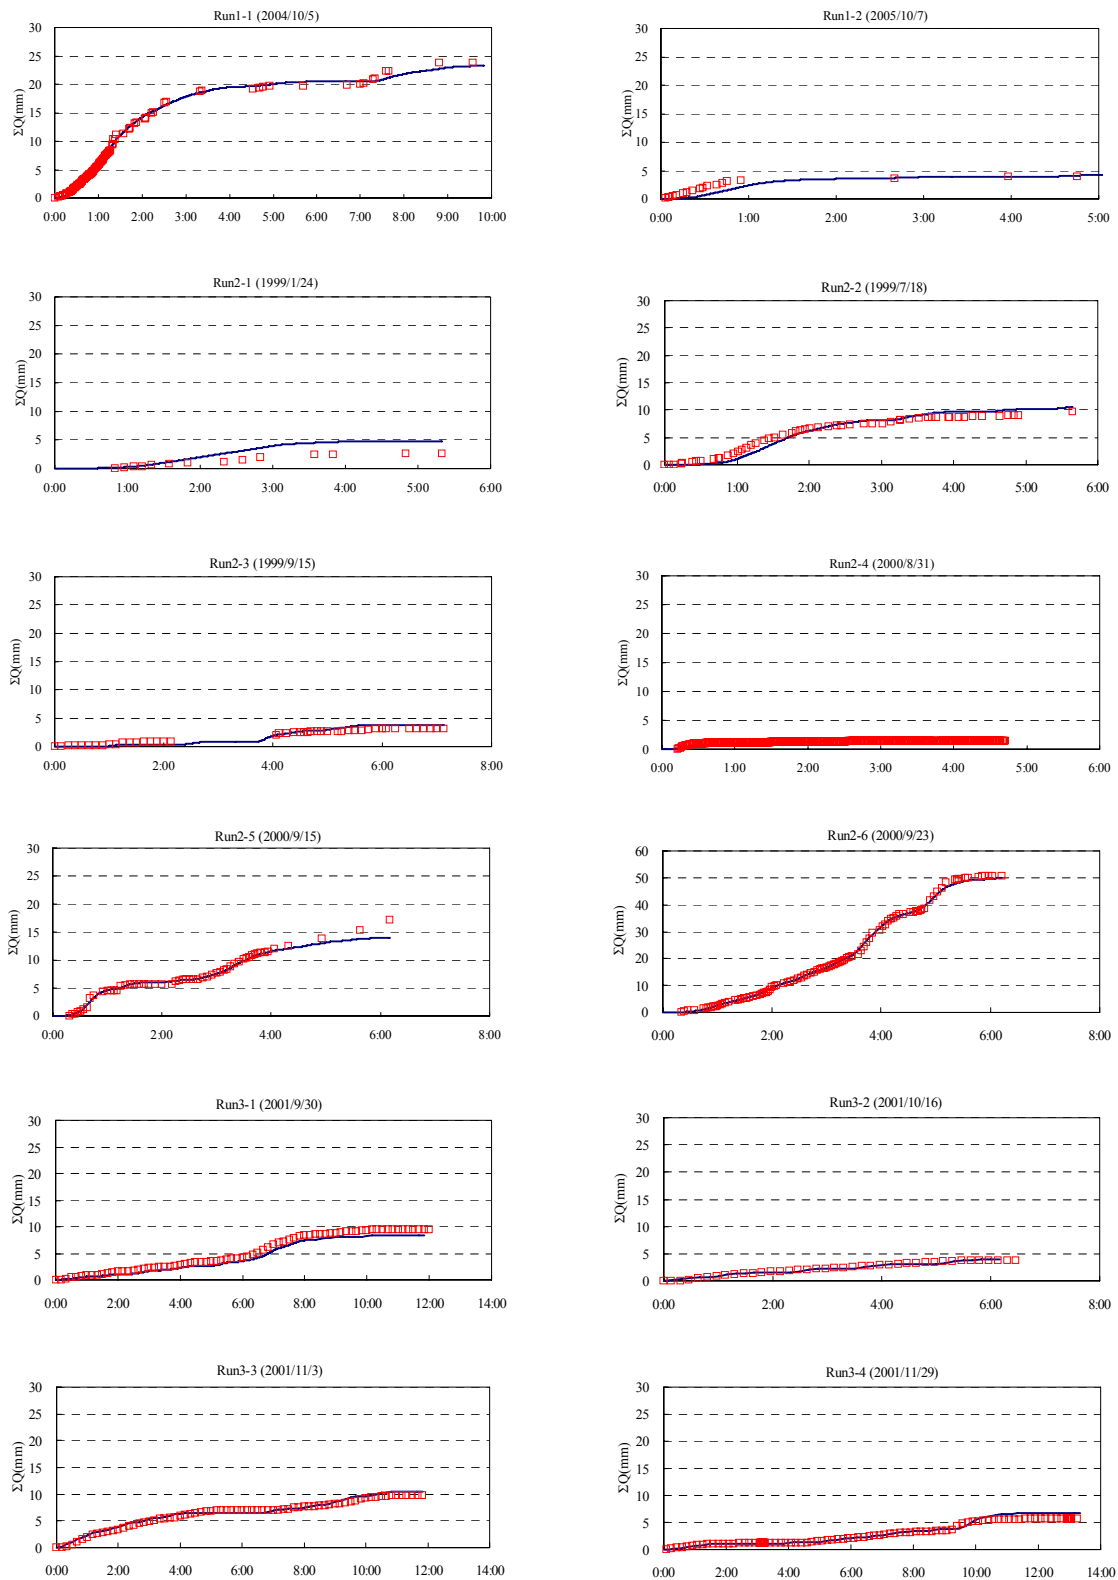 Run1-1 (2004/10/5)
ΣQ(mm)
30
25
20
15
10
5
0
0:00 1:00 2:00 3:00 4:00 5:00 6:00 7:00 8:00 9:00 10:00
Run1-2 (2005/10/7)
ΣQ(mm)
30
25
20
15
10
5
0
0:00 1:00 2:00 3:00 4:00 5:00
Run2-1 (1999/1/24)
ΣQ(mm)
30
25
20
15
10
5
0
0:00 1:00 2:00 3:00 4:00 5:00 6:00
Run2-2 (1999/7/18)
ΣQ(mm)
30
25
20
15
10
5
0
0:00 1:00 2:00 3:00 4:00 5:00 6:00
Run2-3 (1999/9/15)
ΣQ(mm)
30
25
20
15
10
5
0
0:00 2:00 4:00 6:00 8:00
Run2-4 (2000/8/31)
ΣQ(mm)
30
25
20
15
10
5
0
0:00 1:00 2:00 3:00 4:00 5:00 6:00
Run2-5 (2000/9/15)
ΣQ(mm)
30
25
20
15
10
5
0
0:00 2:00 4:00 6:00 8:00
Run2-6 (2000/9/23)
ΣQ(mm)
60
50
40
30
20
10
0
0:00 2:00 4:00 6:00 8:00
Run3-1 (2001/9/30)
ΣQ(mm)
30
25
20
15
10
5
0
0:00 2:00 4:00 6:00 8:00 10:00 12:00 14:00
Run3-2 (2001/10/16)
ΣQ(mm)
30
25
20
15
10
5
0
0:00 2:00 4:00 6:00 8:00
Run3-3 (2001/11/3)
ΣQ(mm)
30
25
20
15
10
5
0
0:00 2:00 4:00 6:00 8:00 10:00 12:00 14:00
Run3-4 (2001/11/29)
ΣQ(mm)
30
25
20
15
10
5
0
0:00 2:00 4:00 6:00 8:00 10:00 12:00 14:00